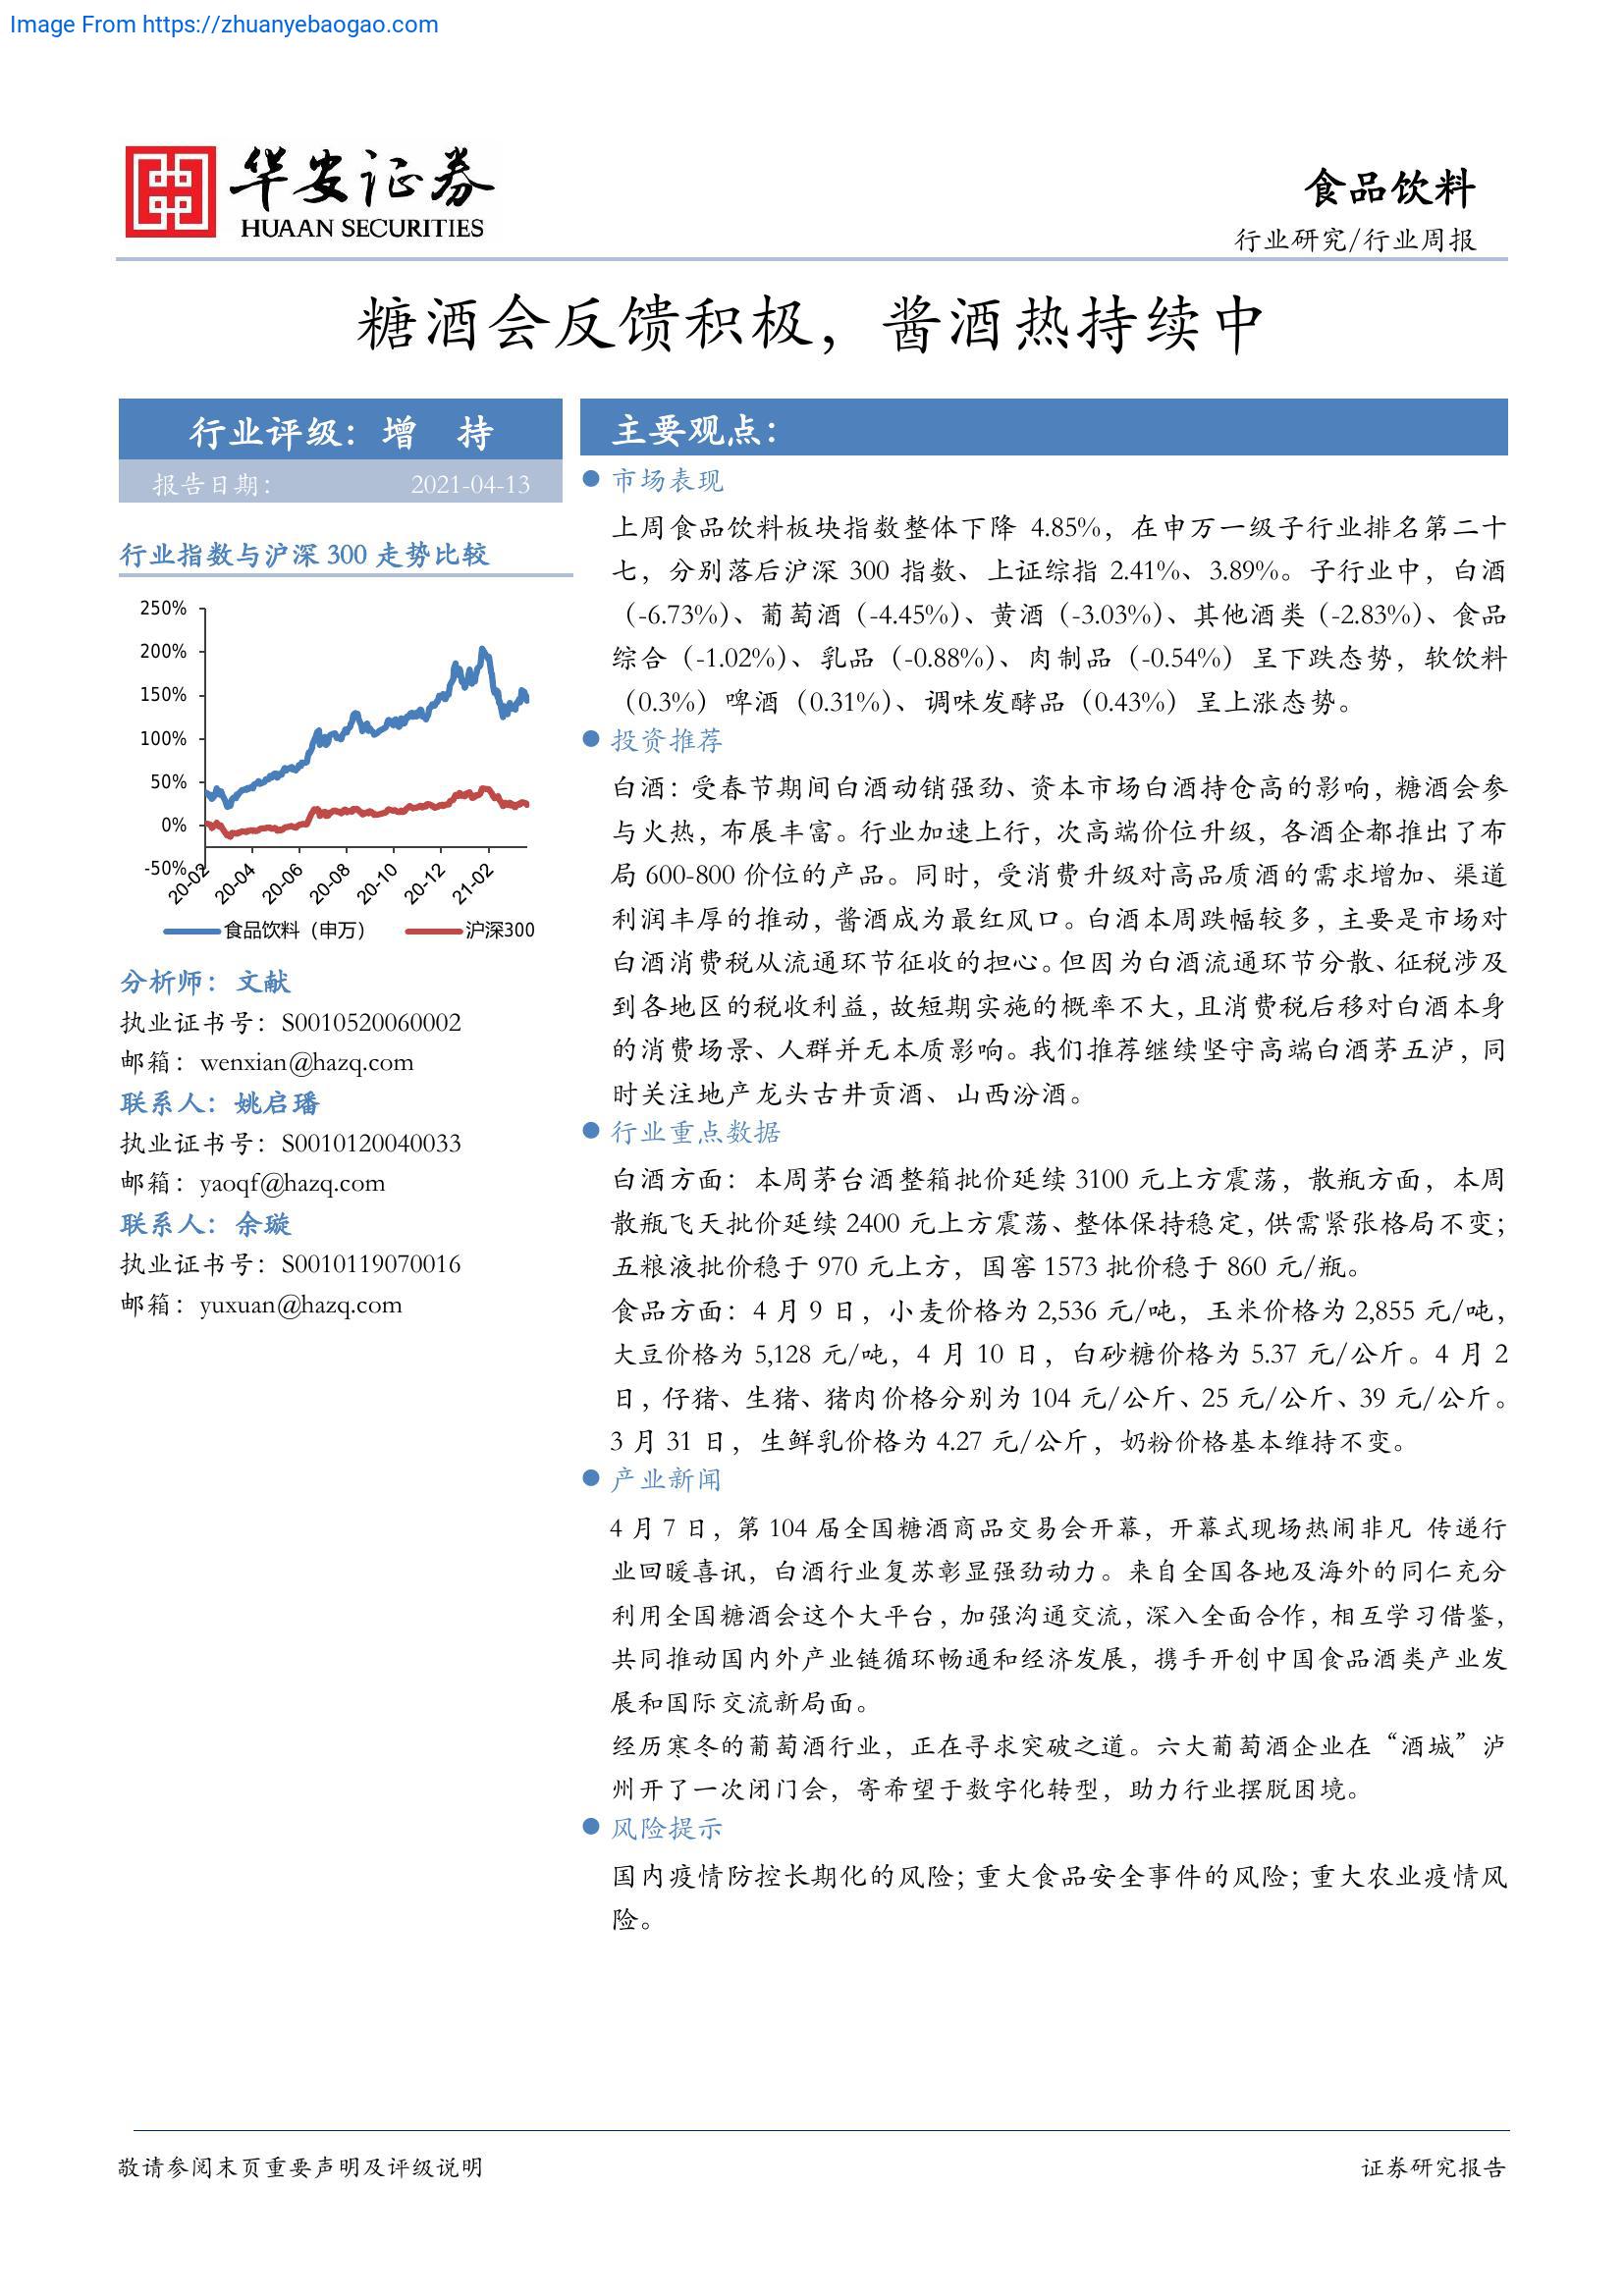 Image From https://zhuanyebaogao.com
华安证券
HUAAN SECURITIES
食品饮料
行业研究/行业周报
糖酒会反馈积极，酱酒热持续中
行业评级：增 持
报告日期： 2021-04-13
行业指数与沪深 300 走势比较
250%
200%
150%
100%
50%
0%
-50%
20-02 20-04 20-06 20-08 20-10 20-12 21-02
食品饮料（申万） 沪深300
分析师：文献
执业证书号：S0010520060002
邮箱：wenxian@hazq.com
联系人：姚启璠
执业证书号：S0010120040033
邮箱：yaoqf@hazq.com
联系人：余璇
执业证书号：S0010119070016
邮箱：yuxuan@hazq.com
主要观点：
● 市场表现
上周食品饮料板块指数整体下降 4.85%，在申万一级子行业排名第二十
七，分别落后沪深 300 指数、上证综指 2.41%、3.89%。子行业中，白酒
（-6.73%）、葡萄酒（-4.45%）、黄酒（-3.03%）、其他酒类（-2.83%）、食品
综合（-1.02%）、乳品（-0.88%）、肉制品（-0.54%）呈下跌态势，软饮料
（0.3%）啤酒（0.31%）、调味发酵品（0.43%）呈上涨态势。
● 投资推荐
白酒：受春节期间白酒动销强劲、资本市场白酒持仓高的影响，糖酒会参
与火热，布展丰富。行业加速上行，次高端价位升级，各酒企都推出了布
局 600-800 价位的产品。同时，受消费升级对高品质酒的需求增加、渠道
利润丰厚的推动，酱酒成为最红风口。白酒本周跌幅较多，主要是市场对
白酒消费税从流通环节征收的担心。但因为白酒流通环节分散、征税涉及
到各地区的税收利益，故短期实施的概率不大，且消费税后移对白酒本身
的消费场景、人群并无本质影响。我们推荐继续坚守高端白酒茅五泸，同
时关注地产龙头古井贡酒、山西汾酒。
● 行业重点数据
白酒方面：本周茅台酒整箱批价延续 3100 元上方震荡，散瓶方面，本周
散瓶飞天批价延续 2400 元上方震荡、整体保持稳定，供需紧张格局不变；
五粮液批价稳于 970 元上方，国窖 1573 批价稳于 860 元/瓶。
食品方面：4 月 9 日，小麦价格为 2,536 元/吨，玉米价格为 2,855 元/吨，
大豆价格为 5,128 元/吨，4 月 10 日，白砂糖价格为 5.37 元/公斤。4 月 2
日，仔猪、生猪、猪肉价格分别为 104 元/公斤、25 元/公斤、39 元/公斤。
3 月 31 日，生鲜乳价格为 4.27 元/公斤，奶粉价格基本维持不变。
● 产业新闻
4 月 7 日，第 104 届全国糖酒商品交易会开幕，开幕式现场热闹非凡 传递行
业回暖喜讯，白酒行业复苏彰显强劲动力。来自全国各地及海外的同仁充分
利用全国糖酒会这个大平台，加强沟通交流，深入全面合作，相互学习借鉴，
共同推动国内外产业链循环畅通和经济发展，携手开创中国食品酒类产业发
展和国际交流新局面。
经历寒冬的葡萄酒行业，正在寻求突破之道。六大葡萄酒企业在“酒城”泸
州开了一次闭门会，寄希望于数字化转型，助力行业摆脱困境。
● 风险提示
国内疫情防控长期化的风险；重大食品安全事件的风险；重大农业疫情风
险。
敬请参阅末页重要声明及评级说明 证券研究报告